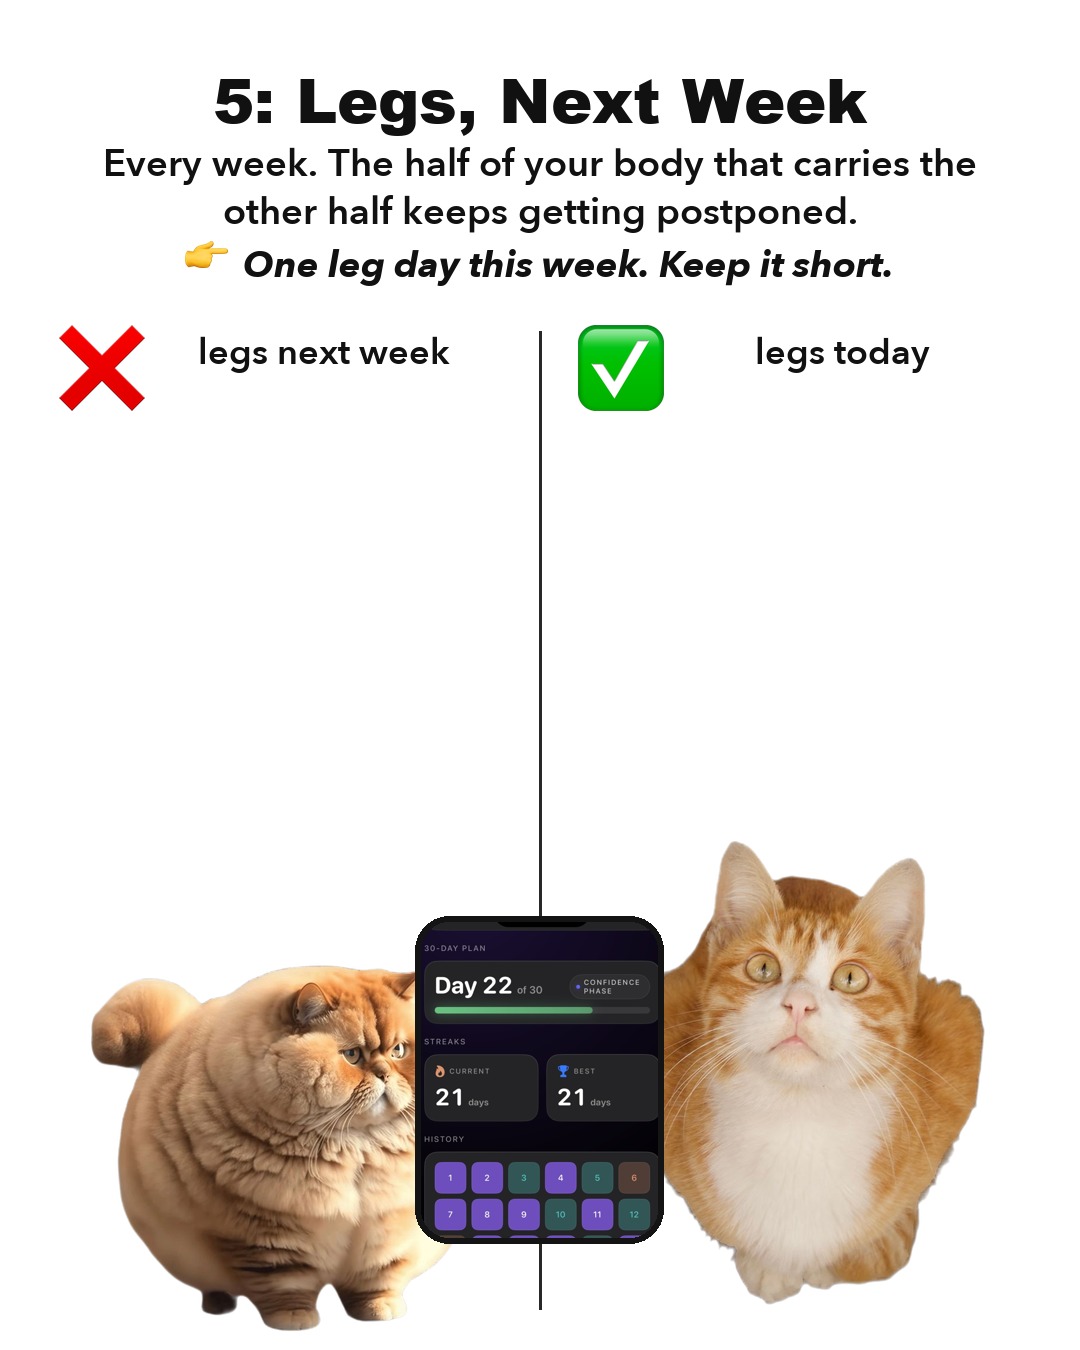 5: Legs, Next Week
Every week. The half of your body that carries the
other half keeps getting postponed.
👉 One leg day this week. Keep it short.
❌ legs next week
✅ legs today
30-DAY PLAN
Day 22 of 30
CONFIDENCE
PHASE
STREAKS
CURRENT
21 days
BEST
21 days
HISTORY
1 2 3 4 5 6
7 8 9 10 11 12